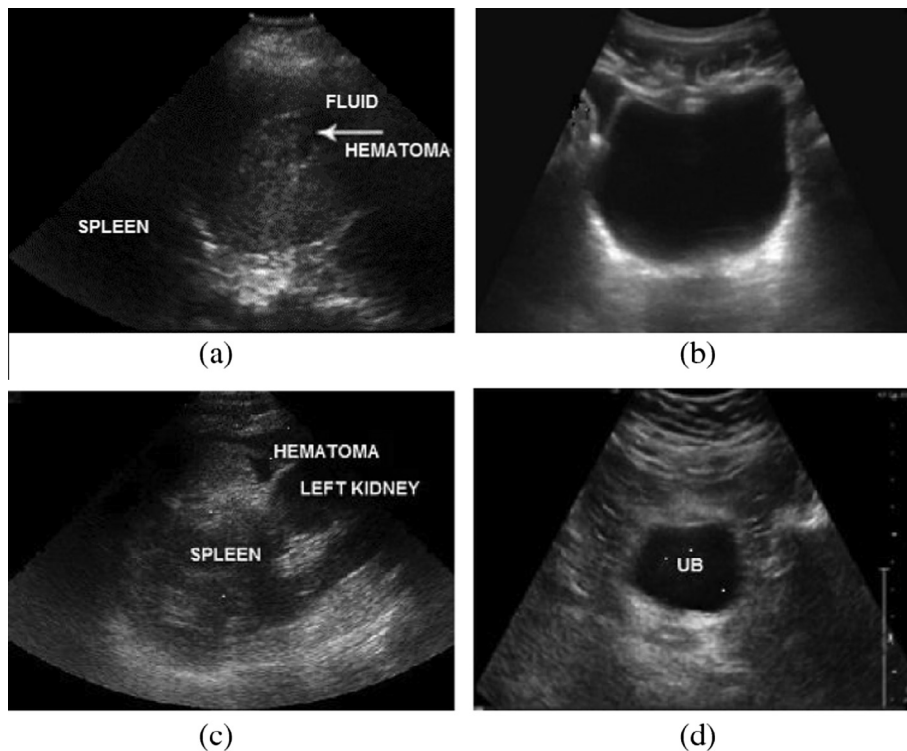 FLUID
HEMATOMA
SPLEEN
(a)
(b)
HEMATOMA
LEFT KIDNEY
SPLEEN
(c)
UB
(d)